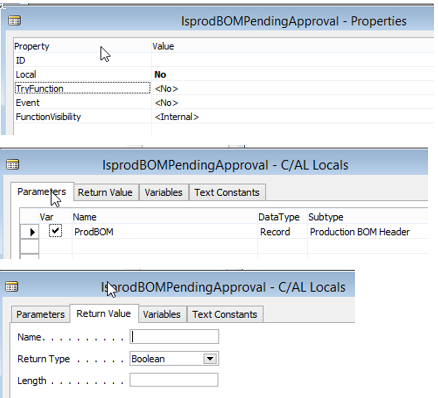 IsprodBOMPendingApproval - Properties
Property Value
ID
Local No
TryFunction <No>
Event <No>
FunctionVisibility <Internal>
IsprodBOMPendingApproval - C/AL Locals
Parameters Return Value Variables Text Constants
Var Name DataType Subtype
ProdBOM Record Production BOM Header
IsprodBOMPendingApproval - C/AL Locals
Parameters Return Value Variables Text Constants
Name. . . . . . . . . .
Return Type . . . . . . Boolean
Length . . . . . . . . .